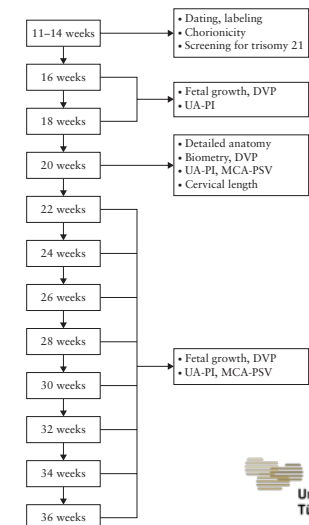 11–14 weeks
• Dating, labeling
• Chorionicity
• Screening for trisomy 21
16 weeks
18 weeks
• Fetal growth, DVP
• UA-PI
20 weeks
• Detailed anatomy
• Biometry, DVP
• UA-PI, MCA-PSV
• Cervical length
22 weeks
24 weeks
26 weeks
28 weeks
• Fetal growth, DVP
• UA-PI, MCA-PSV
30 weeks
32 weeks
34 weeks
36 weeks